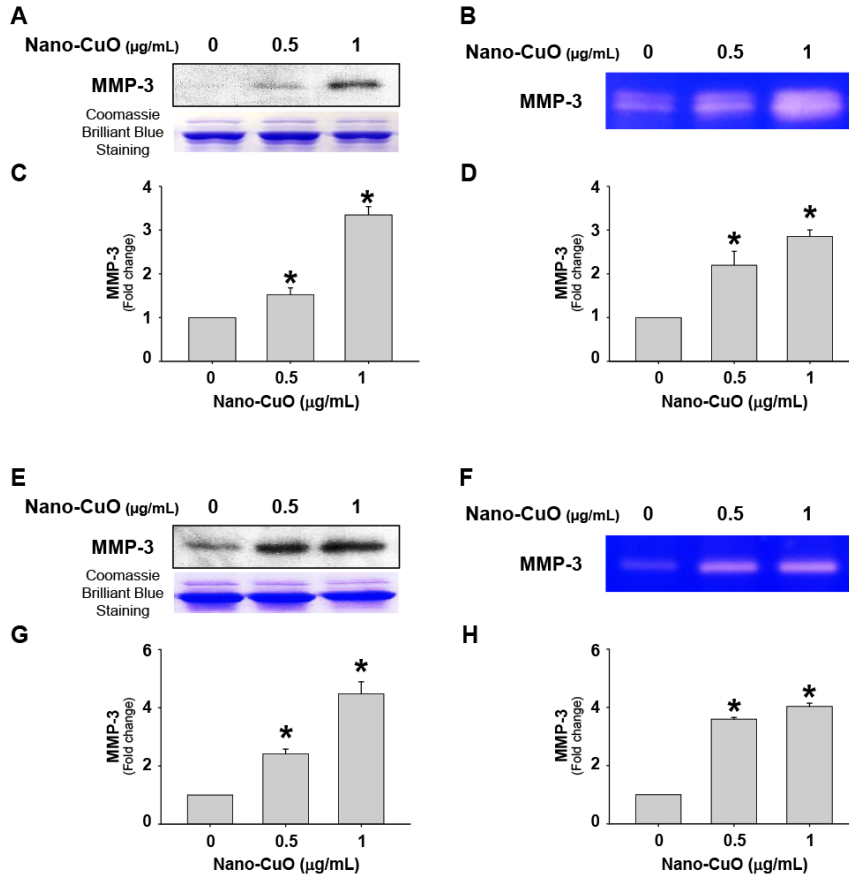 A
Nano-CuO (µg/mL) 0 0.5 1
MMP-3
Coomassie
Brilliant Blue
Staining
B
Nano-CuO (µg/mL) 0 0.5 1
MMP-3
C
4
3
2
1
0
MMP-3
(Fold change)
* *
0 0.5 1
Nano-CuO (µg/mL)
D
4
3
2
1
0
MMP-3
(Fold change)
* *
0 0.5 1
Nano-CuO (µg/mL)
E
Nano-CuO (µg/mL) 0 0.5 1
MMP-3
Coomassie
Brilliant Blue
Staining
F
Nano-CuO (µg/mL) 0 0.5 1
MMP-3
G
6
4
2
0
MMP-3
(Fold change)
* *
0 0.5 1
Nano-CuO (µg/mL)
H
6
4
2
0
MMP-3
(Fold change)
* *
0 0.5 1
Nano-CuO (µg/mL)